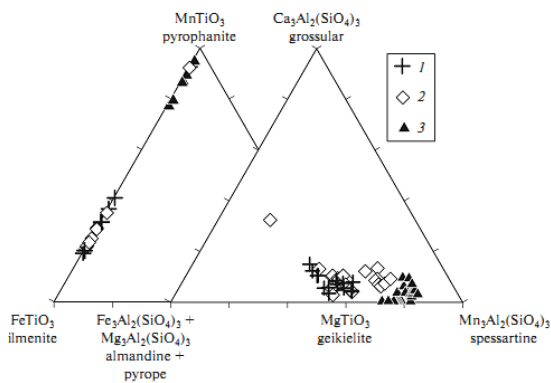 MnTiO₃
pyrophanite
Ca₃Al₂(SiO₄)₃
grossular
1
2
3
FeTiO₃
ilmenite
Fe₃Al₂(SiO₄)₃ +
Mg₃Al₂(SiO₄)₃
almandine +
pyrope
MgTiO₃
geikielite
Mn₃Al₂(SiO₄)₃
spessartine